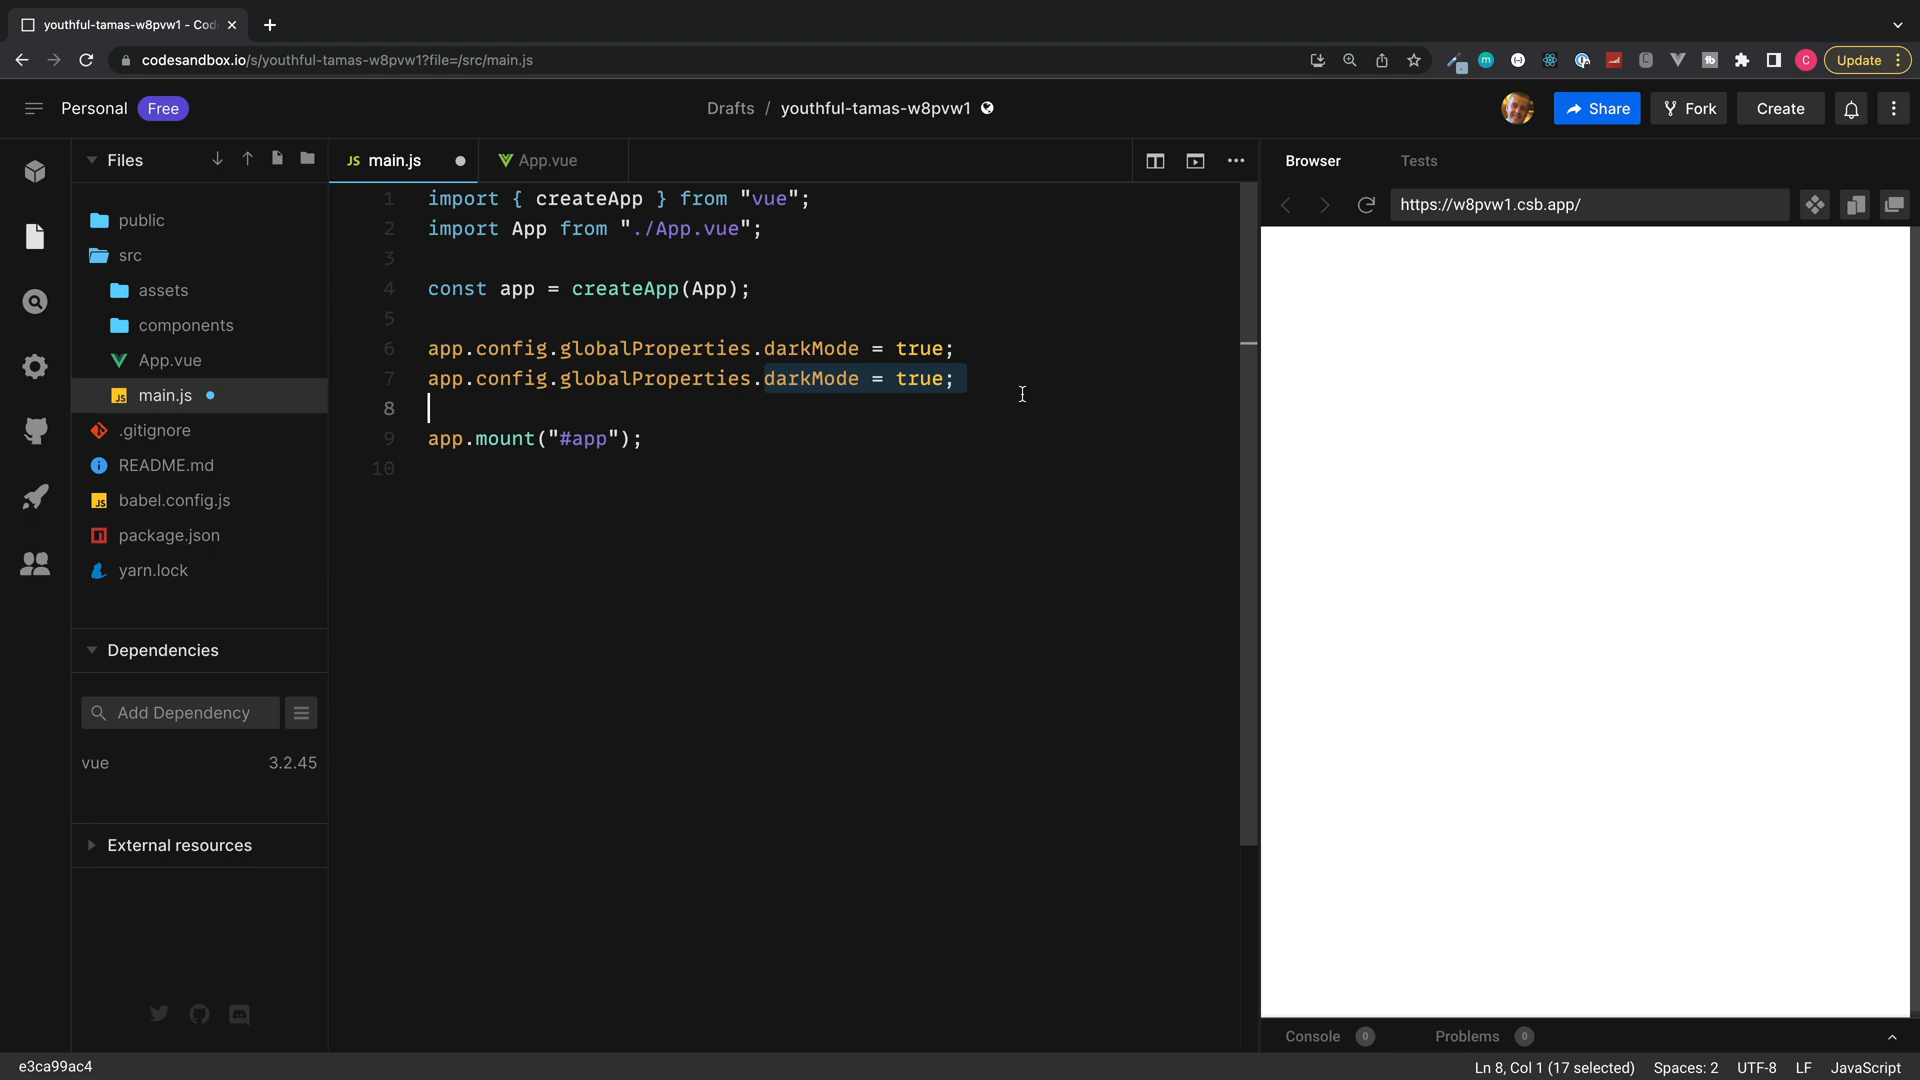 youthful-tamas-w8pvw1 - Cod
codesandbox.io/s/youthful-tamas-w8pvw1?file=/src/main.js
Update
Personal Free
Drafts / youthful-tamas-w8pvw1
Share
Fork
Create
Files
JS main.js
App.vue
Browser
Tests
https://w8pvw1.csb.app/
public
src
assets
components
App.vue
JS main.js
.gitignore
README.md
JS babel.config.js
package.json
yarn.lock
1 import { createApp } from "vue";
2 import App from "./App.vue";
3
4 const app = createApp(App);
5
6 app.config.globalProperties.darkMode = true;
7 app.config.globalProperties.darkMode = true;
8
9 app.mount("#app");
10
Dependencies
Add Dependency
vue 3.2.45
External resources
Console 0
Problems 0
e3ca99ac4
Ln 8, Col 1 (17 selected) Spaces: 2 UTF-8 LF JavaScript